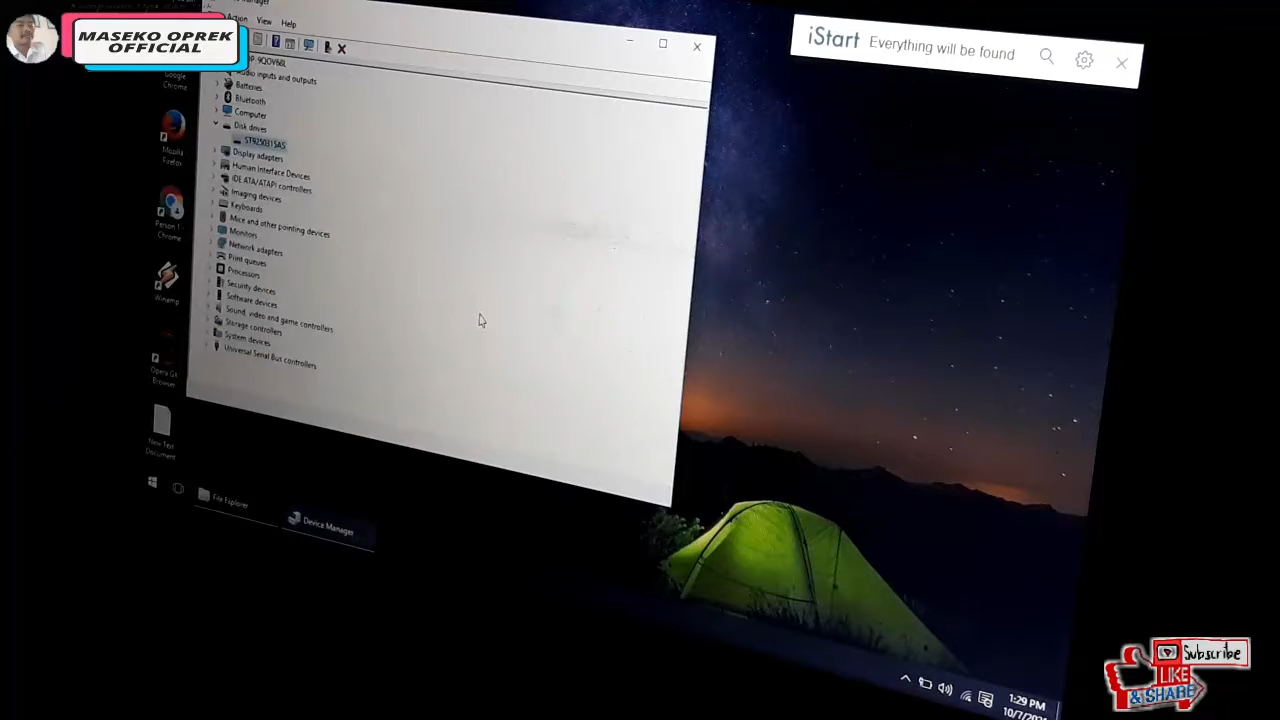 MASEKO OPREK
OFFICIAL
Action View Help
iStart Everything will be found
Audio inputs and outputs
Batteries
Bluetooth
Computer
Disk drives
ST9250315AS
Display adapters
Human Interface Devices
IDE ATA/ATAPI controllers
Imaging devices
Keyboards
Mice and other pointing devices
Monitors
Network adapters
Print queues
Processors
Security devices
Software devices
Sound, video and game controllers
Storage controllers
System devices
Universal Serial Bus controllers
Google
Chrome
Mozilla
Firefox
Person 1 -
Chrome
Winamp
Opera GX
Browser
New Text
Document
File Explorer
Device Manager
1:29 PM
Subscribe
LIKE
& SHARE